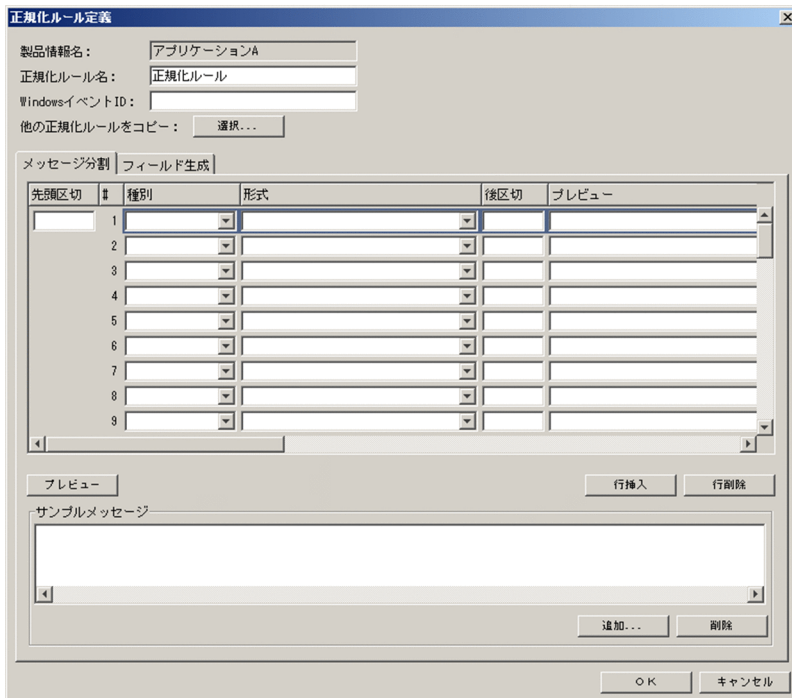 正規化ルール定義
製品情報名： アプリケーションA
正規化ルール名： 正規化ルール
WindowsイベントID：
他の正規化ルールをコピー： 選択...
メッセージ分割 フィールド生成
先頭区切 # 種別 形式 後区切 プレビュー
1
2
3
4
5
6
7
8
9
プレビュー 行挿入 行削除
サンプルメッセージ
追加... 削除
OK キャンセル